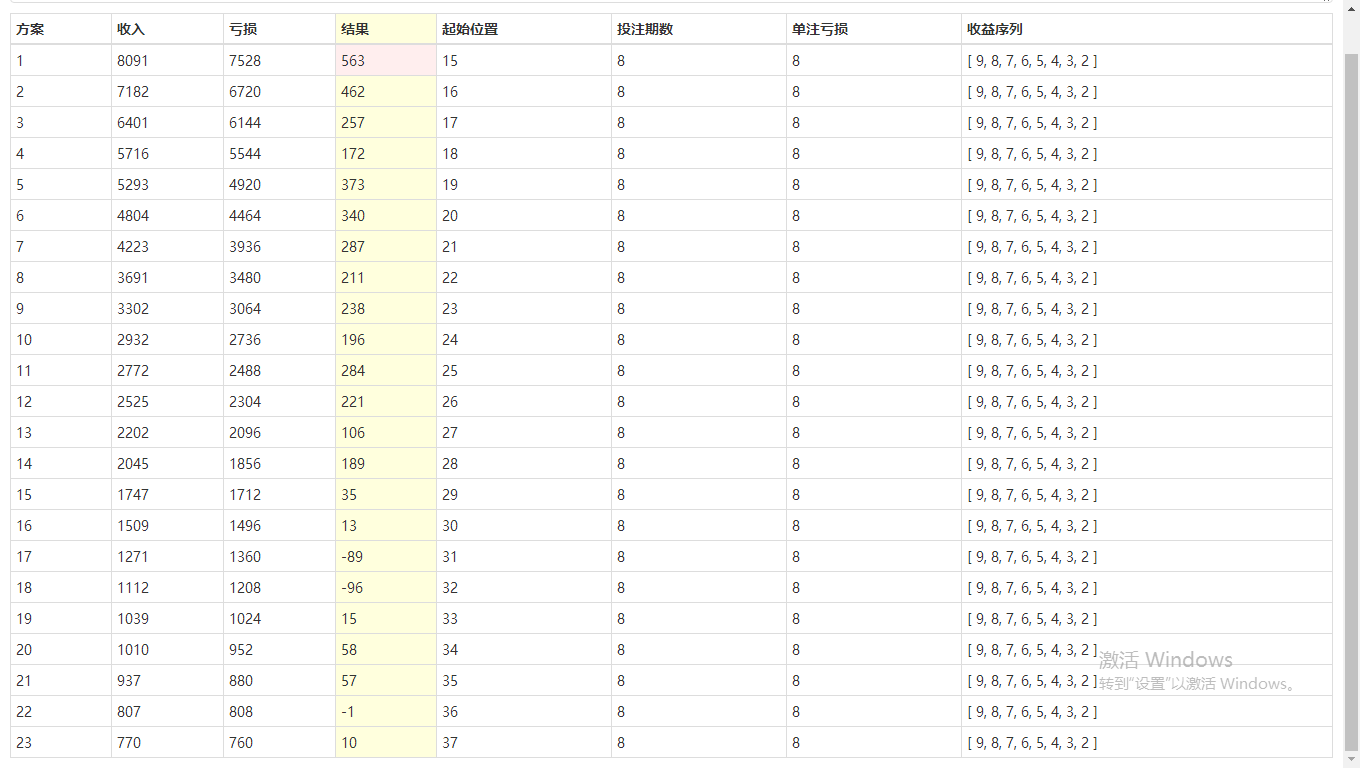 方案 收入 亏损 结果 起始位置 投注期数 单注亏损 收益序列
1 8091 7528 563 15 8 8 [ 9, 8, 7, 6, 5, 4, 3, 2 ]
2 7182 6720 462 16 8 8 [ 9, 8, 7, 6, 5, 4, 3, 2 ]
3 6401 6144 257 17 8 8 [ 9, 8, 7, 6, 5, 4, 3, 2 ]
4 5716 5544 172 18 8 8 [ 9, 8, 7, 6, 5, 4, 3, 2 ]
5 5293 4920 373 19 8 8 [ 9, 8, 7, 6, 5, 4, 3, 2 ]
6 4804 4464 340 20 8 8 [ 9, 8, 7, 6, 5, 4, 3, 2 ]
7 4223 3936 287 21 8 8 [ 9, 8, 7, 6, 5, 4, 3, 2 ]
8 3691 3480 211 22 8 8 [ 9, 8, 7, 6, 5, 4, 3, 2 ]
9 3302 3064 238 23 8 8 [ 9, 8, 7, 6, 5, 4, 3, 2 ]
10 2932 2736 196 24 8 8 [ 9, 8, 7, 6, 5, 4, 3, 2 ]
11 2772 2488 284 25 8 8 [ 9, 8, 7, 6, 5, 4, 3, 2 ]
12 2525 2304 221 26 8 8 [ 9, 8, 7, 6, 5, 4, 3, 2 ]
13 2202 2096 106 27 8 8 [ 9, 8, 7, 6, 5, 4, 3, 2 ]
14 2045 1856 189 28 8 8 [ 9, 8, 7, 6, 5, 4, 3, 2 ]
15 1747 1712 35 29 8 8 [ 9, 8, 7, 6, 5, 4, 3, 2 ]
16 1509 1496 13 30 8 8 [ 9, 8, 7, 6, 5, 4, 3, 2 ]
17 1271 1360 -89 31 8 8 [ 9, 8, 7, 6, 5, 4, 3, 2 ]
18 1112 1208 -96 32 8 8 [ 9, 8, 7, 6, 5, 4, 3, 2 ]
19 1039 1024 15 33 8 8 [ 9, 8, 7, 6, 5, 4, 3, 2 ]
20 1010 952 58 34 8 8 [ 9, 8, 7, 6, 5, 4, 3, 2 ]
激活 Windows
21 937 880 57 35 8 8 [ 9, 8, 7, 6, 5, 4, 3, 2 ]
转到“设置”以激活 Windows。
22 807 808 -1 36 8 8 [ 9, 8, 7, 6, 5, 4, 3, 2 ]
23 770 760 10 37 8 8 [ 9, 8, 7, 6, 5, 4, 3, 2 ]